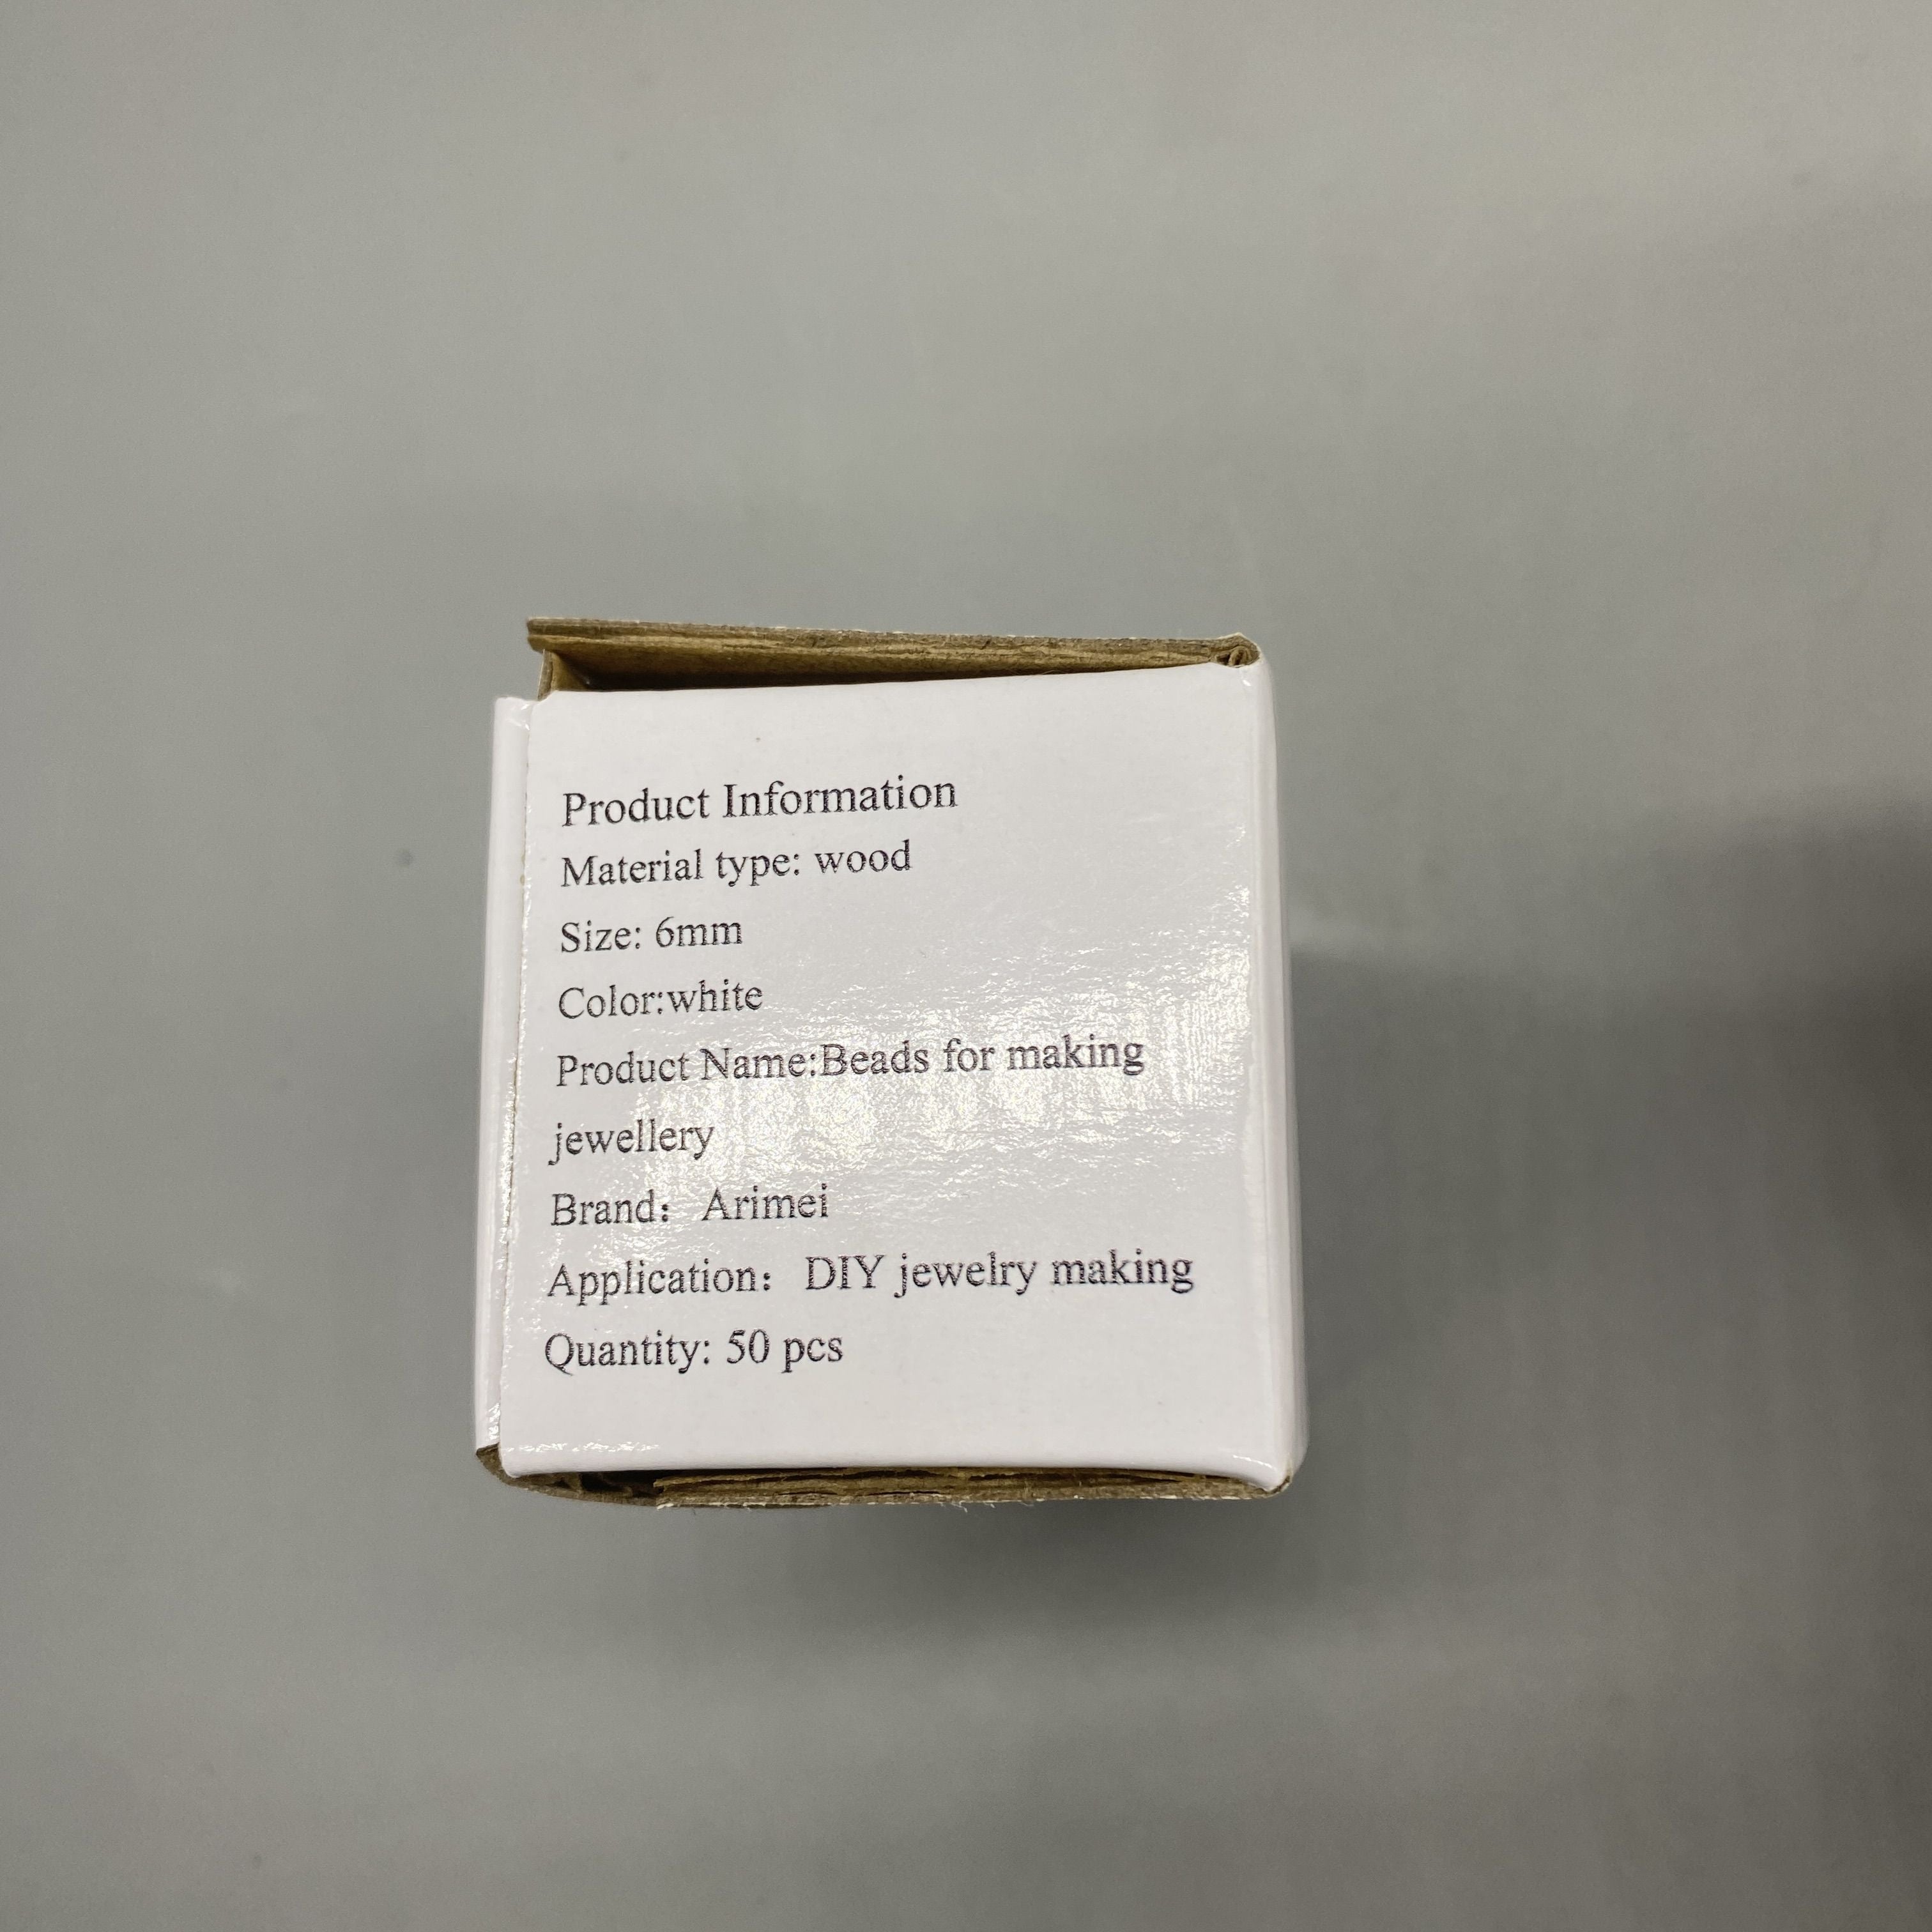 Product Information
Material type: wood
Size: 6mm
Color:white
Product Name:Beads for making
jewellery
Brand： Arimei
Application： DIY jewelry making
Quantity: 50 pcs